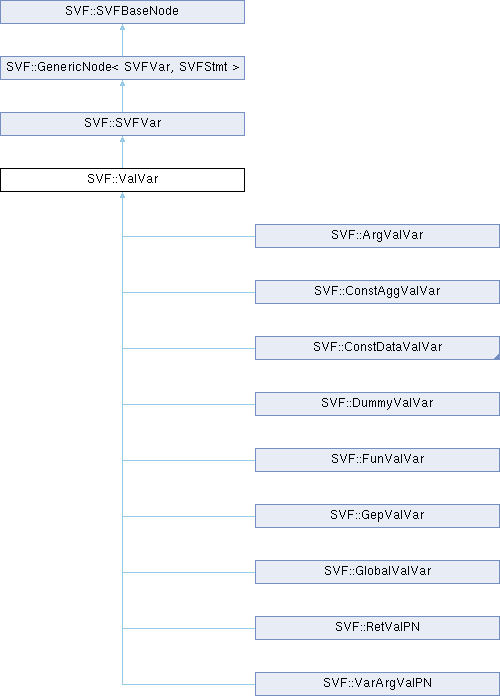 SVF::SVFBaseNode
SVF::GenericNode< SVFVar, SVFStmt >
SVF::SVFVar
SVF::ValVar
SVF::ArgValVar
SVF::ConstAggValVar
SVF::ConstDataValVar
SVF::DummyValVar
SVF::FunValVar
SVF::GepValVar
SVF::GlobalValVar
SVF::RetValPN
SVF::VarArgValPN